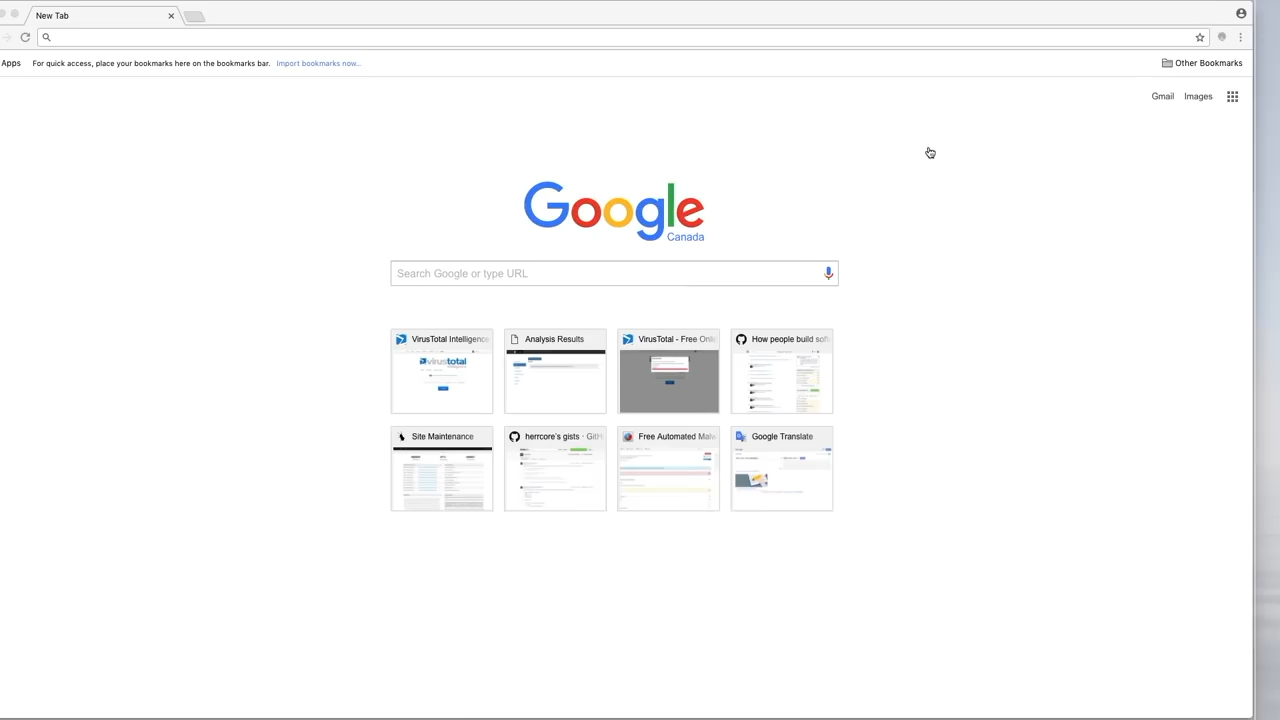 New Tab
Apps For quick access, place your bookmarks here on the bookmarks bar. Import bookmarks now... Other Bookmarks
Gmail Images
Google
Canada
Search Google or type URL
VirusTotal Intelligence Analysis Results VirusTotal - Free Onli How people build soft
virustotal
Site Maintenance herrcore's gists · GitH Free Automated Malw Google Translate